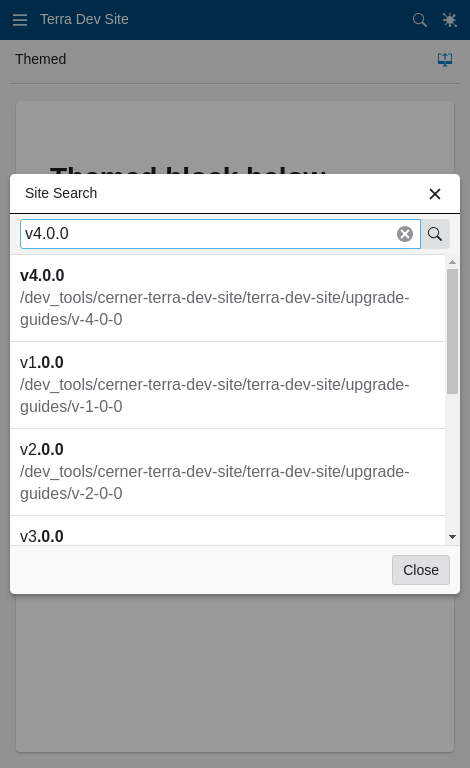 Terra Dev Site
Themed
Themed block below
Site Search
v4.0.0
v4.0.0
/dev_tools/cerner-terra-dev-site/terra-dev-site/upgrade-
guides/v-4-0-0
v1.0.0
/dev_tools/cerner-terra-dev-site/terra-dev-site/upgrade-
guides/v-1-0-0
v2.0.0
/dev_tools/cerner-terra-dev-site/terra-dev-site/upgrade-
guides/v-2-0-0
v3.0.0
Close